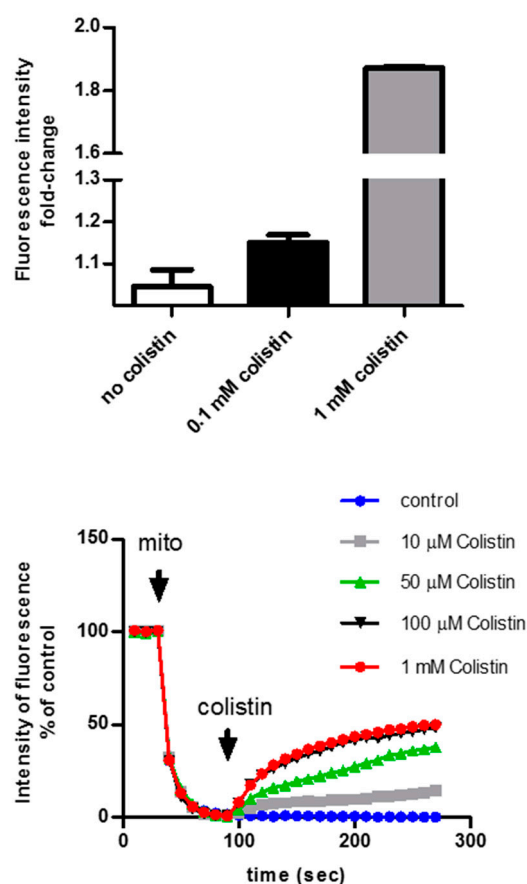 Fluorescence intensity
fold-change
2.0
1.8
1.6
1.3
1.2
1.1
no colistin
0.1 mM colistin
1 mM colistin
control
10 μM Colistin
50 μM Colistin
100 μM Colistin
1 mM Colistin
Intensity of fluorescence
% of control
150
100
50
0
mito
colistin
0
100
200
300
time (sec)